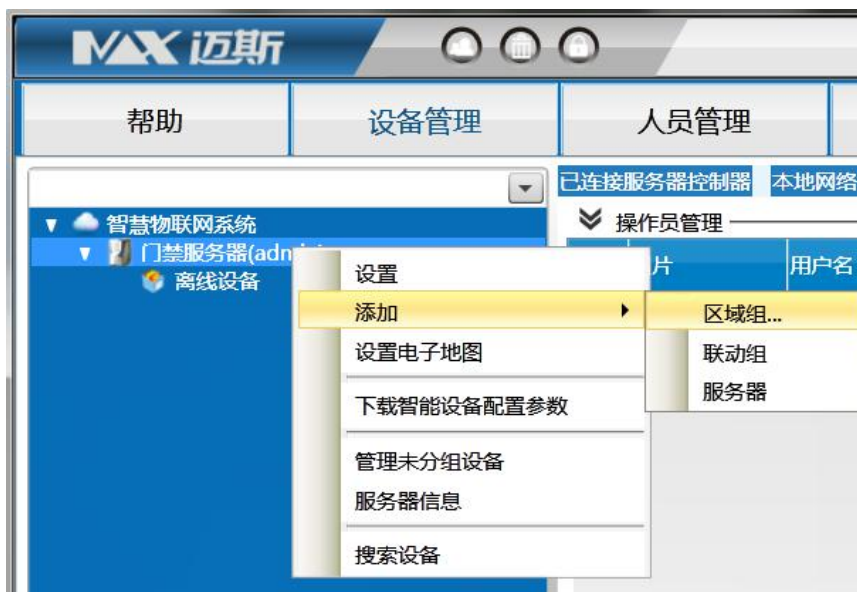 MAX 迈斯
帮助 设备管理 人员管理
已连接服务器控制器 本地网络
智慧物联网系统
操作员管理
门禁服务器(adm
片 用户名
离线设备
设置
添加
区域组...
设置电子地图
联动组
下载智能设备配置参数
服务器
管理未分组设备
服务器信息
搜索设备